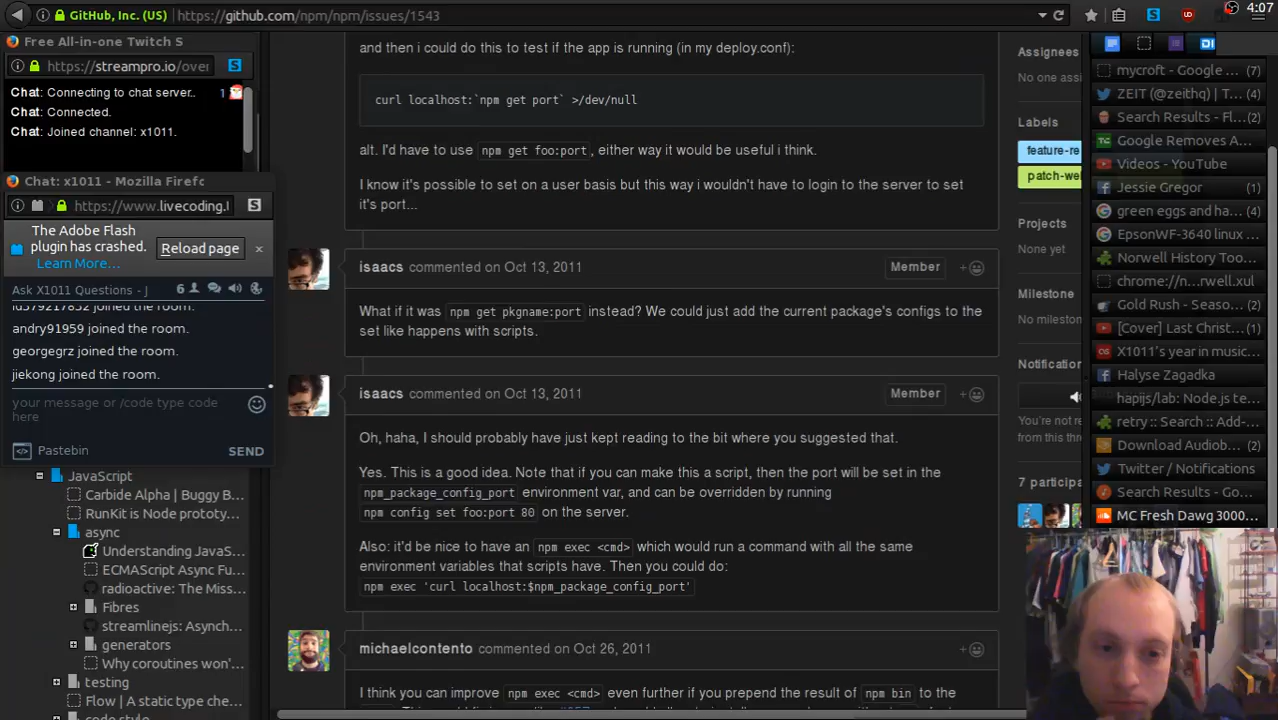 GitHub, Inc. (US)
https://github.com/npm/npm/issues/1543
4:07
Free All-in-one Twitch S
https://streampro.io/over
Chat: Connecting to chat server..
1
Chat: Connected.
Chat: Joined channel: x1011.
Chat: x1011 - Mozilla Firefo
https://www.livecoding.t
The Adobe Flash
plugin has crashed.
Learn More...
Reload page
Ask X1011 Questions - J
6
id379217832 joined the room.
andry91959 joined the room.
georgegrz joined the room.
jiekong joined the room.
your message or /code type code
here
Pastebin
SEND
JavaScript
Carbide Alpha | Buggy B...
RunKit is Node prototy...
async
Understanding JavaS...
ECMAScript Async Fu...
radioactive: The Miss...
Fibres
streamlinejs: Asynch...
generators
Why coroutines won'...
testing
Flow | A static type che...
code style
and then i could do this to test if the app is running (in my deploy.conf):
curl localhost:`npm get port` >/dev/null
alt. I'd have to use npm get foo:port, either way it would be useful i think.
I know it's possible to set on a user basis but this way i wouldn't have to login to the server to set
it's port...
isaacs commented on Oct 13, 2011
Member
What if it was npm get pkgname:port instead? We could just add the current package's configs to the
set like happens with scripts.
isaacs commented on Oct 13, 2011
Member
Oh, haha, I should probably have just kept reading to the bit where you suggested that.
Yes. This is a good idea. Note that if you can make this a script, then the port will be set in the
npm_package_config_port environment var, and can be overridden by running
npm config set foo:port 80 on the server.
Also: it'd be nice to have an npm exec <cmd> which would run a command with all the same
environment variables that scripts have. Then you could do:
npm exec 'curl localhost:$npm_package_config_port'
michaelcontento commented on Oct 26, 2011
I think you can improve npm exec <cmd> even further if you prepend the result of npm bin to the
Assignees
No one assi
Labels
feature-re
patch-wel
Projects
None yet
Milestone
No mileston
Notification
You're not re
from this thre
7 participa
mycroft - Google ... (7)
ZEIT (@zeithq) | T... (4)
Search Results - Fl... (2)
Google Removes A...
Videos - YouTube
Jessie Gregor (1)
green eggs and ha... (4)
EpsonWF-3640 linux ...
Norwell History Too...
chrome://n...rwell.xul
Gold Rush - Seaso... (2)
[Cover] Last Christ... (1)
X1011's year in music...
Halyse Zagadka
hapijs/lab: Node.js te...
retry :: Search :: Add-...
Download Audiob... (2)
Twitter / Notifications
Search Results - Go...
MC Fresh Dawg 3000...